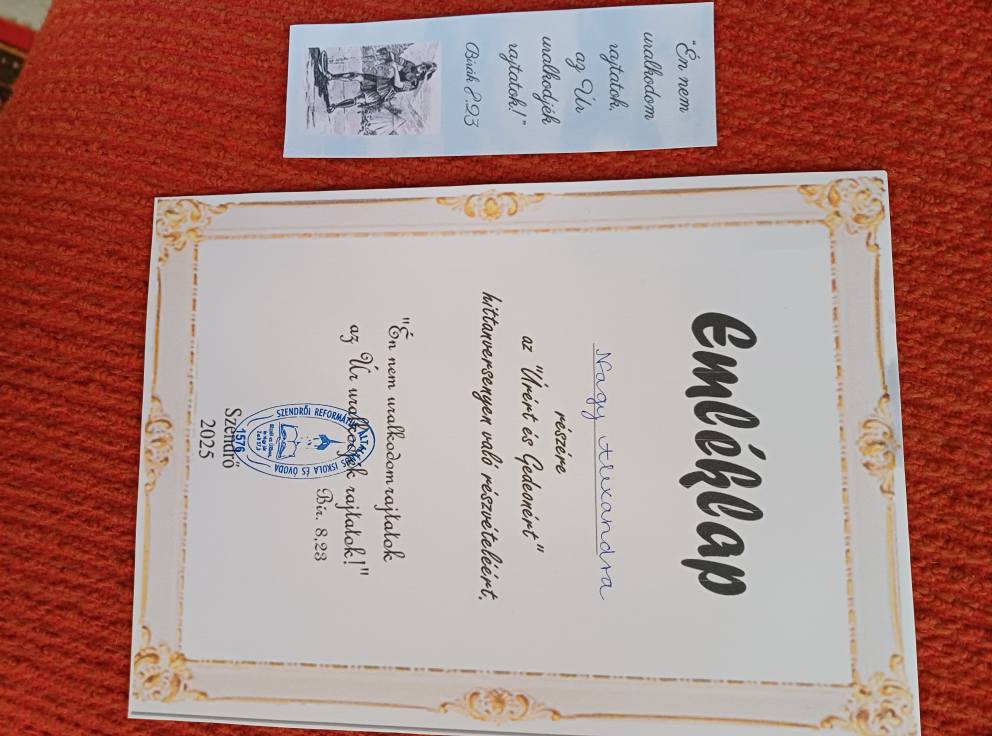 "Én nem
uralkodom
rajtatok,
az Úr
uralkodjék
rajtatok!"
Birák 8,23
Emléklap
Nagy Alexandra
részére
az "Úrért és Gedeonért"
hittanversenyen való részvételéért.
"Én nem uralkodom rajtatok
az Úr uralkodjék rajtatok!"
Bír. 8,23
SZENDRŐI REFORMÁTUS ÁLTALÁNOS ISKOLA ÉS ÓVODA
1576
Szendrő
2025